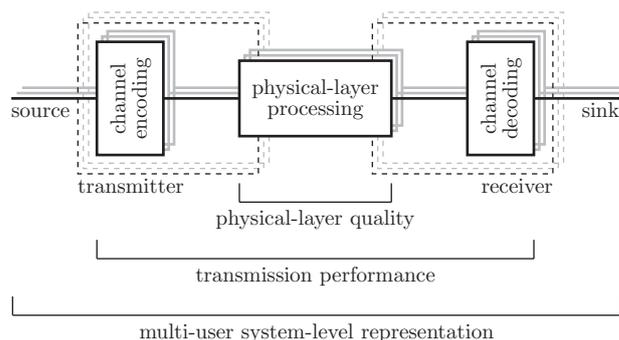 source
channel
encoding
physical-layer
processing
channel
decoding
sink
transmitter
receiver
physical-layer quality
transmission performance
multi-user system-level representation